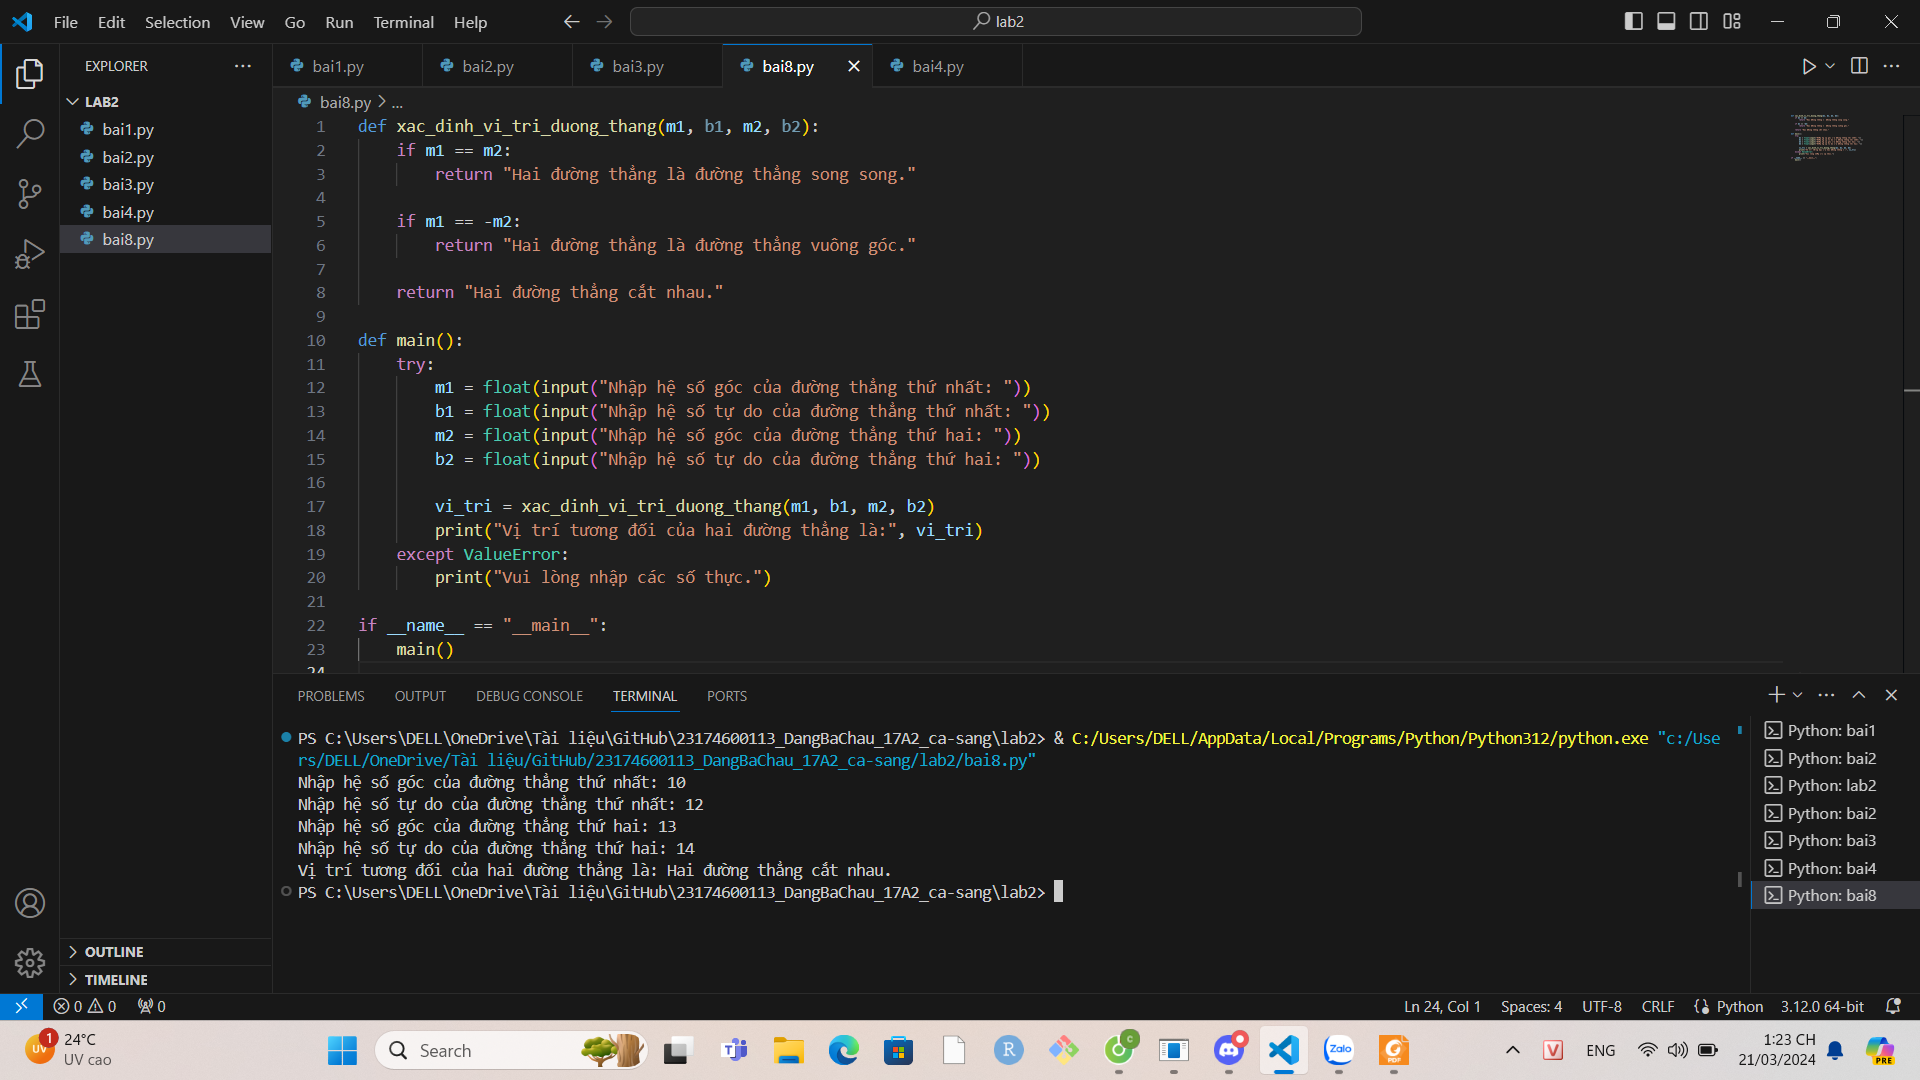 File Edit Selection View Go Run Terminal Help
lab2
EXPLORER
bai1.py bai2.py bai3.py bai8.py bai4.py
LAB2
bai1.py
bai2.py
bai3.py
bai4.py
bai8.py
OUTLINE
TIMELINE
bai8.py > ...
1 def xac_dinh_vi_tri_duong_thang(m1, b1, m2, b2):
2 if m1 == m2:
3 return "Hai đường thẳng là đường thẳng song song."
4
5 if m1 == -m2:
6 return "Hai đường thẳng là đường thẳng vuông góc."
7
8 return "Hai đường thẳng cắt nhau."
9
10 def main():
11 try:
12 m1 = float(input("Nhập hệ số góc của đường thẳng thứ nhất: "))
13 b1 = float(input("Nhập hệ số tự do của đường thẳng thứ nhất: "))
14 m2 = float(input("Nhập hệ số góc của đường thẳng thứ hai: "))
15 b2 = float(input("Nhập hệ số tự do của đường thẳng thứ hai: "))
16
17 vi_tri = xac_dinh_vi_tri_duong_thang(m1, b1, m2, b2)
18 print("Vị trí tương đối của hai đường thẳng là:", vi_tri)
19 except ValueError:
20 print("Vui lòng nhập các số thực.")
21
22 if __name__ == "__main__":
23 main()
24
PROBLEMS OUTPUT DEBUG CONSOLE TERMINAL PORTS
PS C:\Users\DELL\OneDrive\Tài liệu\GitHub\23174600113_DangBaChau_17A2_ca-sang\lab2> & C:/Users/DELL/AppData/Local/Programs/Python/Python312/python.exe "c:/Use
rs/DELL/OneDrive/Tài liệu/GitHub/23174600113_DangBaChau_17A2_ca-sang/lab2/bai8.py"
Nhập hệ số góc của đường thẳng thứ nhất: 10
Nhập hệ số tự do của đường thẳng thứ nhất: 12
Nhập hệ số góc của đường thẳng thứ hai: 13
Nhập hệ số tự do của đường thẳng thứ hai: 14
Vị trí tương đối của hai đường thẳng là: Hai đường thẳng cắt nhau.
PS C:\Users\DELL\OneDrive\Tài liệu\GitHub\23174600113_DangBaChau_17A2_ca-sang\lab2>
Python: bai1
Python: bai2
Python: lab2
Python: bai2
Python: bai3
Python: bai4
Python: bai8
0 0 0 Ln 24, Col 1 Spaces: 4 UTF-8 CRLF Python 3.12.0 64-bit
UV 1 24°C
UV cao
Search
Zalo
PDF
ENG
1:23 CH
21/03/2024
PRE